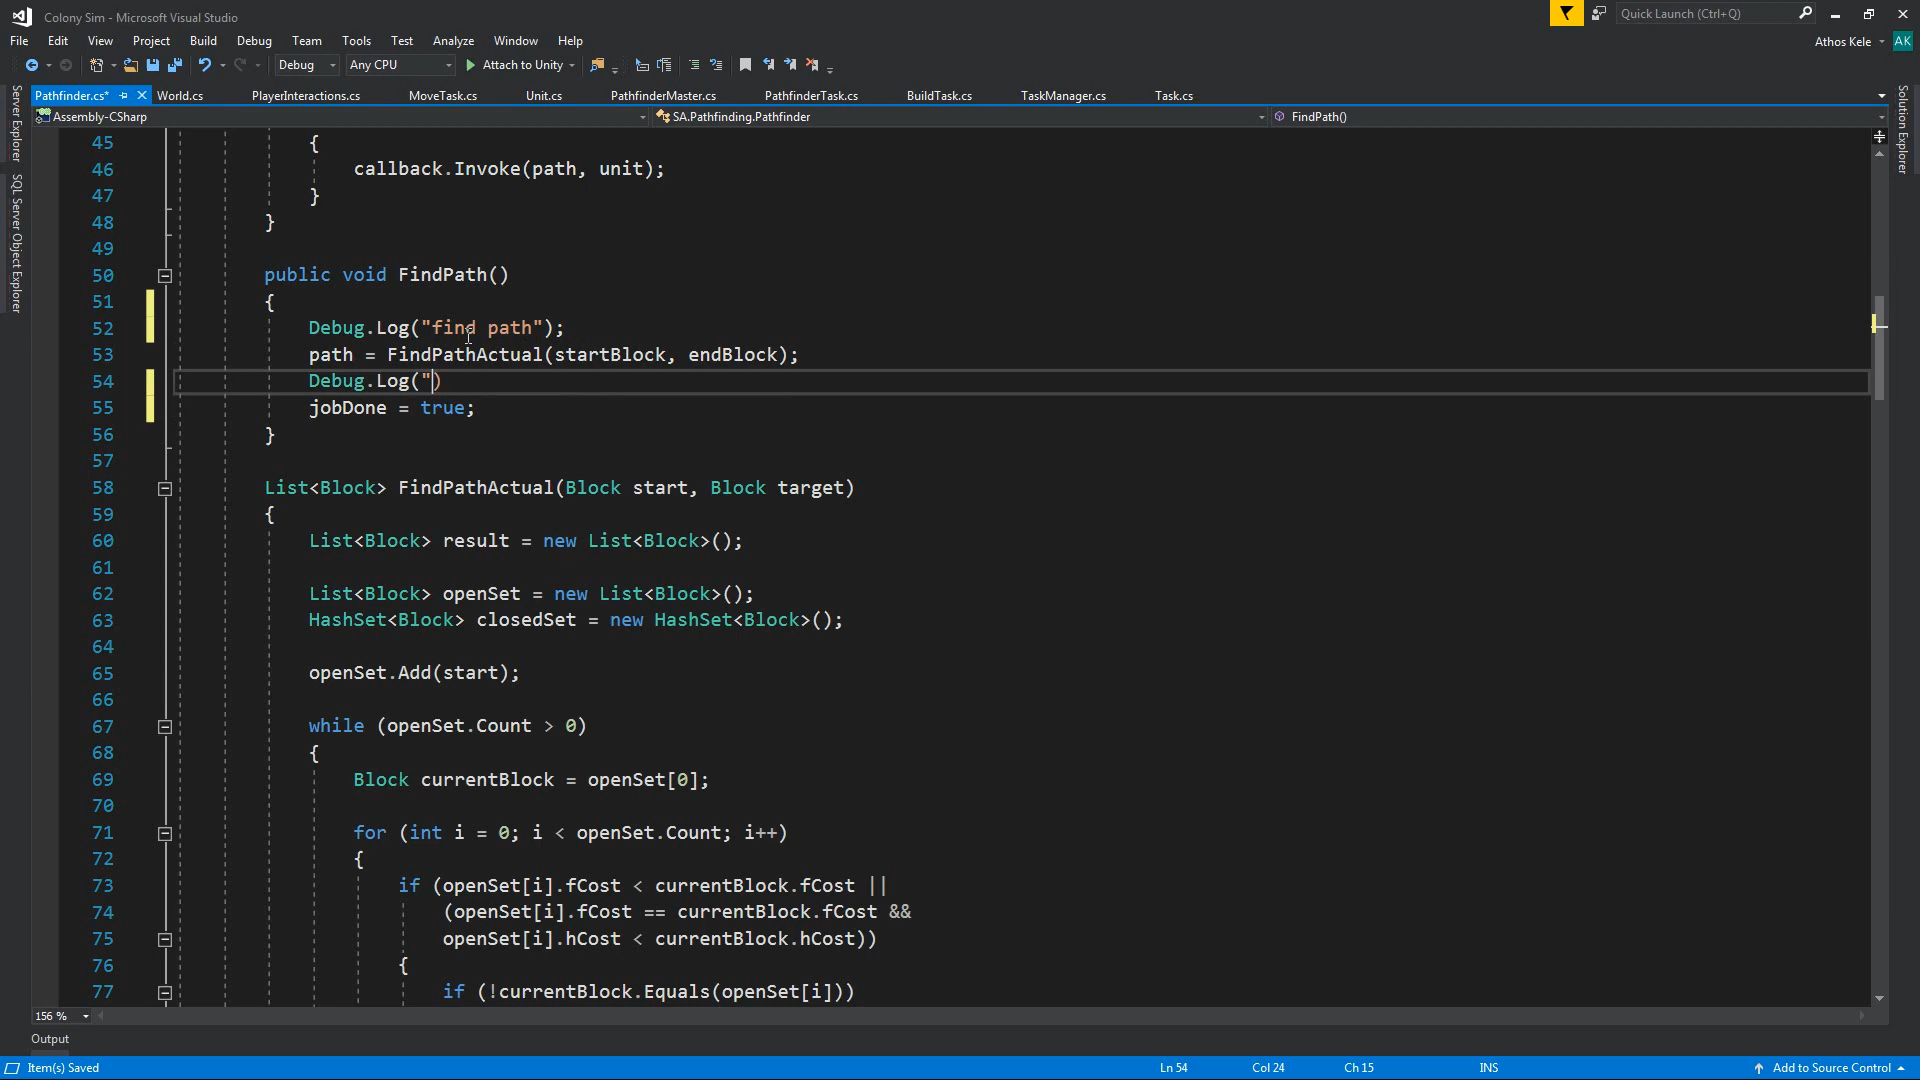 Colony Sim - Microsoft Visual Studio
Quick Launch (Ctrl+Q)
File Edit View Project Build Debug Team Tools Test Analyze Window Help
Athos Kele AK
Debug Any CPU Attach to Unity
Pathfinder.cs* World.cs PlayerInteractions.cs MoveTask.cs Unit.cs PathfinderMaster.cs PathfinderTask.cs BuildTask.cs TaskManager.cs Task.cs
Assembly-CSharp SA.Pathfinding.Pathfinder FindPath()
Server Explorer
SQL Server Object Explorer
Solution Explorer
45 {
46 callback.Invoke(path, unit);
47 }
48 }
49
50 public void FindPath()
51 {
52 Debug.Log("find path");
53 path = FindPathActual(startBlock, endBlock);
54 Debug.Log(")
55 jobDone = true;
56 }
57
58 List<Block> FindPathActual(Block start, Block target)
59 {
60 List<Block> result = new List<Block>();
61
62 List<Block> openSet = new List<Block>();
63 HashSet<Block> closedSet = new HashSet<Block>();
64
65 openSet.Add(start);
66
67 while (openSet.Count > 0)
68 {
69 Block currentBlock = openSet[0];
70
71 for (int i = 0; i < openSet.Count; i++)
72 {
73 if (openSet[i].fCost < currentBlock.fCost ||
74 (openSet[i].fCost == currentBlock.fCost &&
75 openSet[i].hCost < currentBlock.hCost))
76 {
77 if (!currentBlock.Equals(openSet[i]))
156 %
Output
Item(s) Saved Ln 54 Col 24 Ch 15 INS Add to Source Control